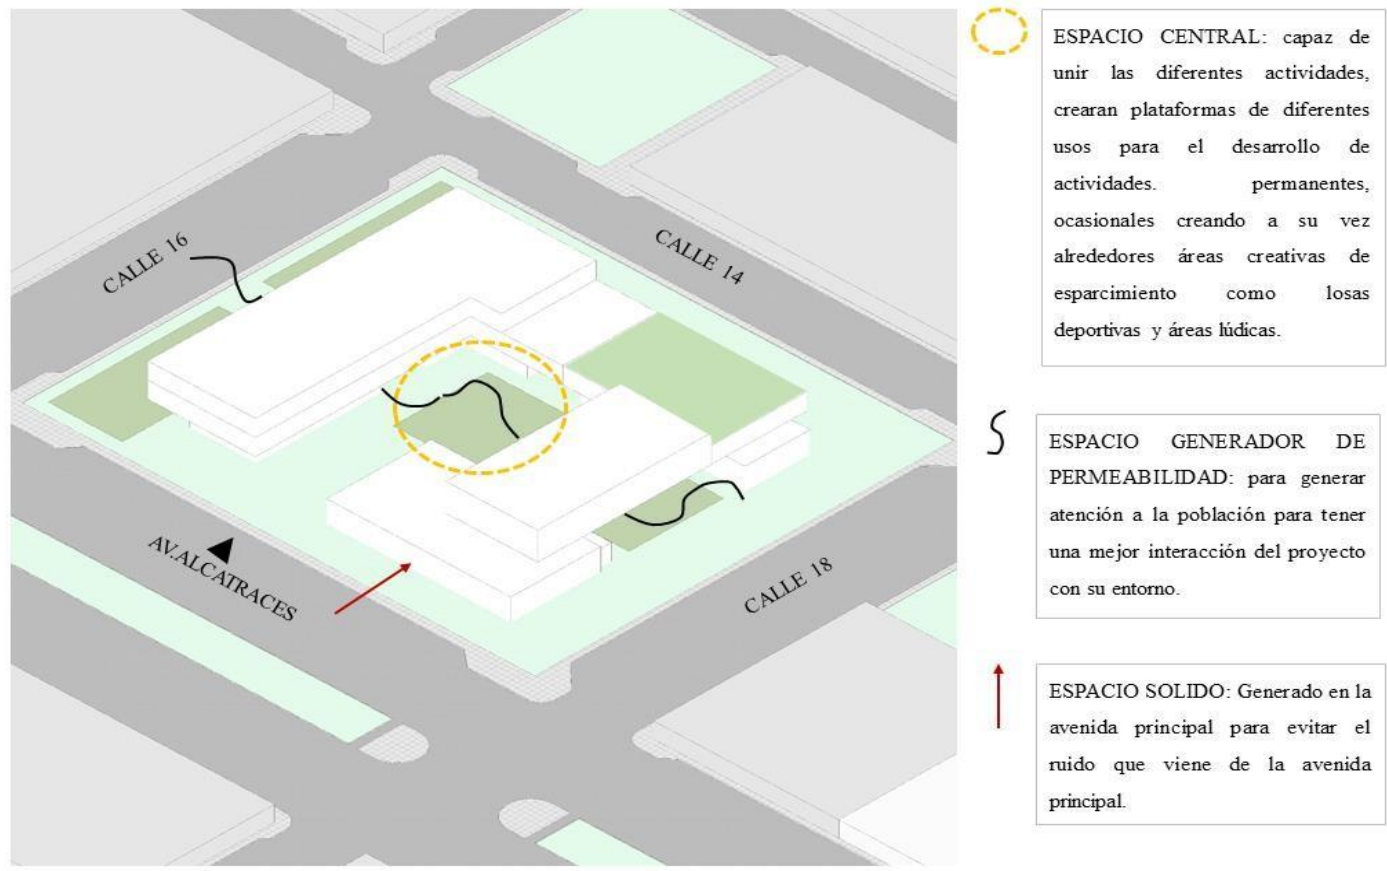 CALLE 16
CALLE 14
AV.ALCATRACES
CALLE 18
ESPACIO CENTRAL: capaz de
unir las diferentes actividades,
crearan plataformas de diferentes
usos para el desarrollo de
actividades. permanentes,
ocasionales creando a su vez
alrededores áreas creativas de
esparcimiento como losas
deportivas y áreas lúdicas.
ESPACIO GENERADOR DE
PERMEABILIDAD: para generar
atención a la población para tener
una mejor interacción del proyecto
con su entorno.
ESPACIO SOLIDO: Generado en la
avenida principal para evitar el
ruido que viene de la avenida
principal.